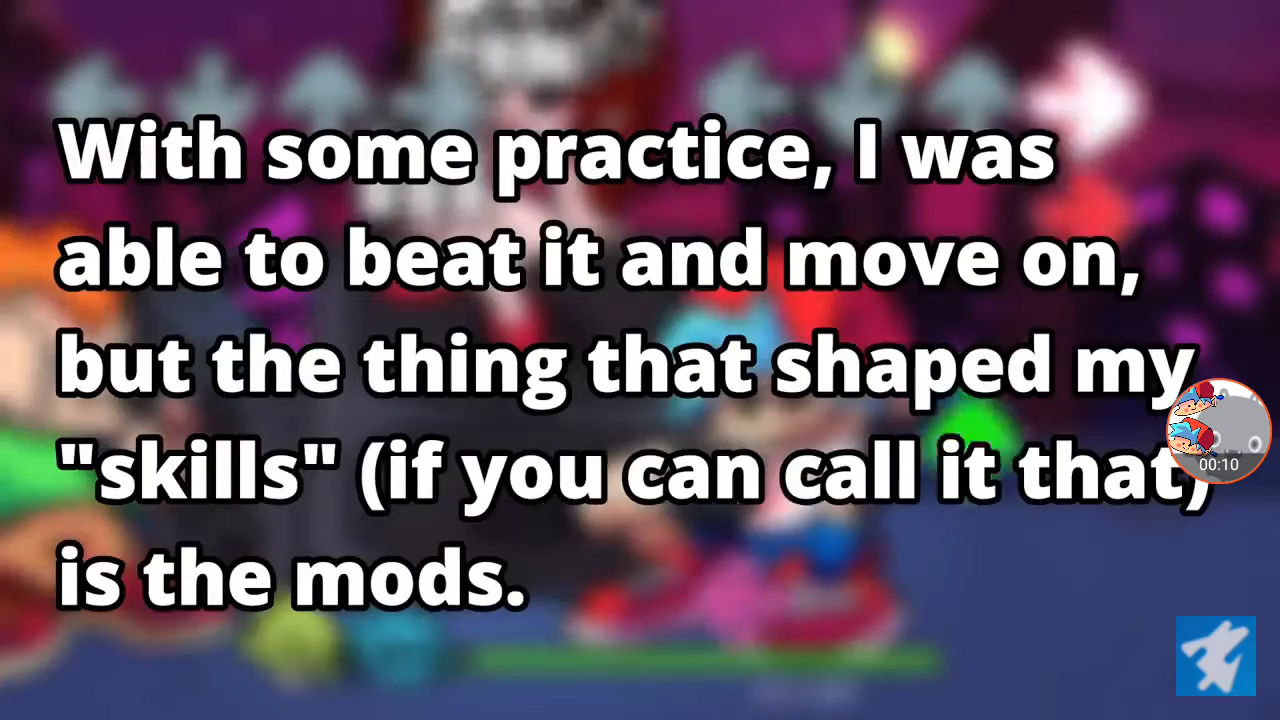 With some practice, I was
able to beat it and move on,
but the thing that shaped my
"skills" (if you can call it that)
is the mods.
00:10